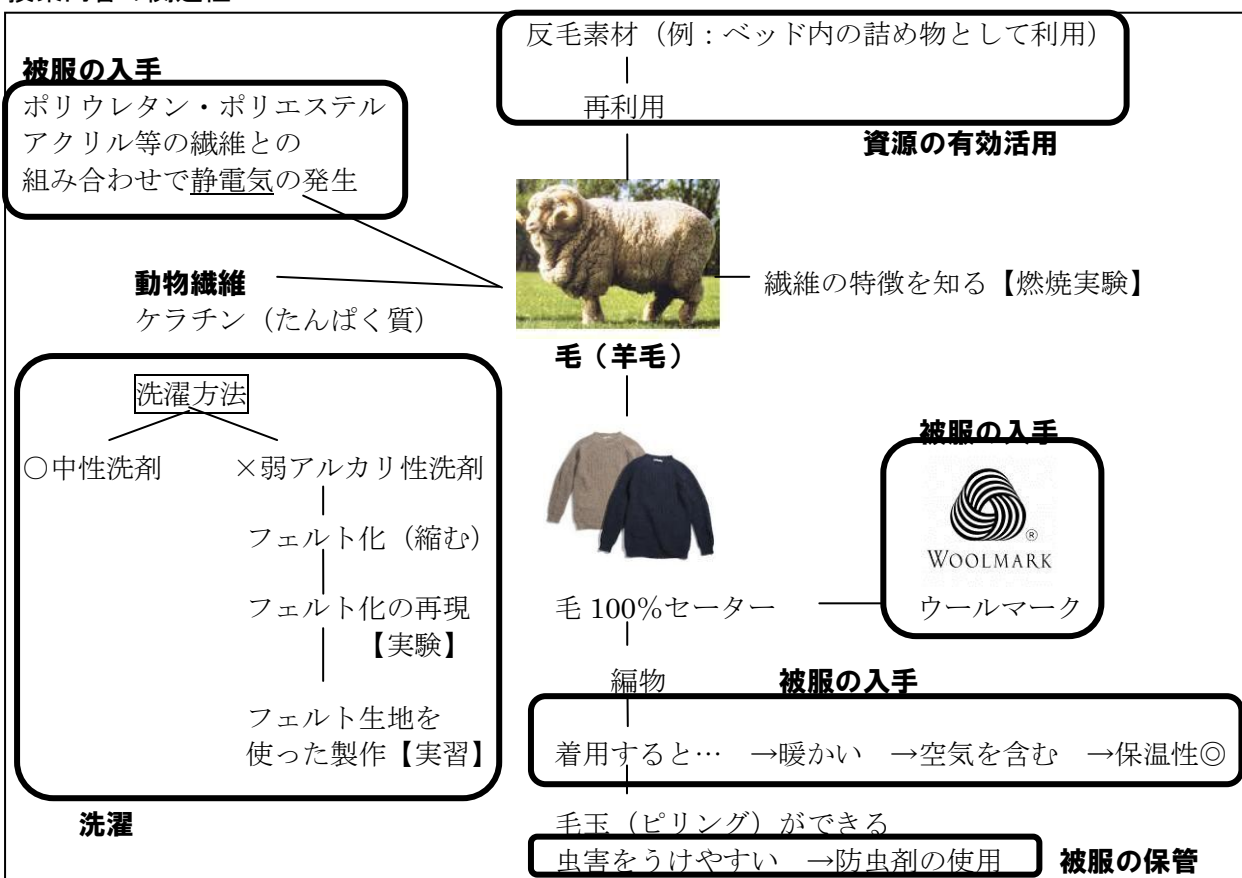 反毛素材（例：ベッド内の詰め物として利用）
再利用
資源の有効活用
被服の入手
ポリウレタン・ポリエステル
アクリル等の繊維との
組み合わせで静電気の発生
動物繊維
ケラチン（たんぱく質）
繊維の特徴を知る【燃焼実験】
毛（羊毛）
洗濯方法
○中性洗剤
×弱アルカリ性洗剤
フェルト化（縮む）
フェルト化の再現
【実験】
フェルト生地を
使った製作【実習】
洗濯
被服の入手
WOOLMARK
®
ウールマーク
毛 100％セーター
編物
被服の入手
着用すると… →暖かい →空気を含む →保温性◎
毛玉（ピリング）ができる
虫害をうけやすい →防虫剤の使用
被服の保管